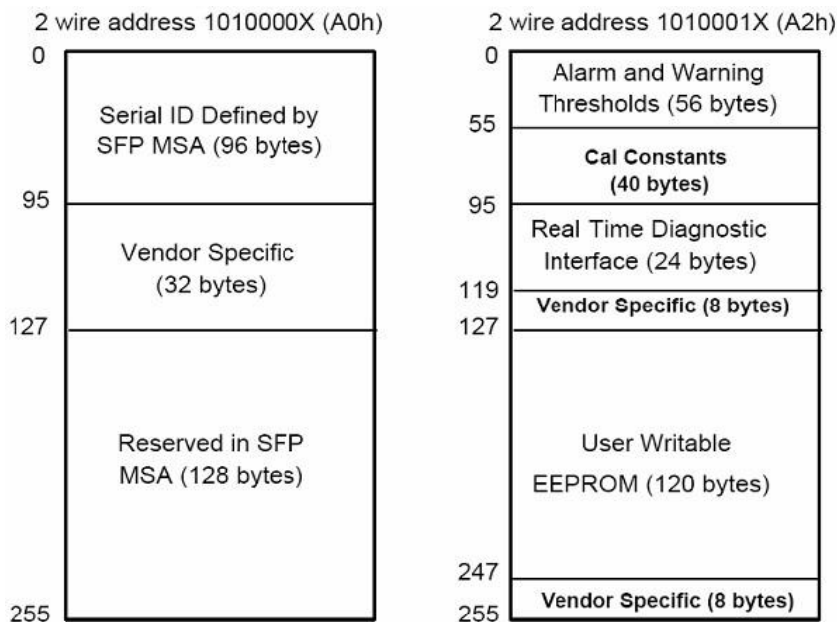 2 wire address 1010000X (A0h)
0
Serial ID Defined by
SFP MSA (96 bytes)
95
Vendor Specific
(32 bytes)
127
Reserved in SFP
MSA (128 bytes)
255
2 wire address 1010001X (A2h)
0
Alarm and Warning
Thresholds (56 bytes)
55
Cal Constants
(40 bytes)
95
Real Time Diagnostic
Interface (24 bytes)
119
Vendor Specific (8 bytes)
127
User Writable
EEPROM (120 bytes)
247
Vendor Specific (8 bytes)
255